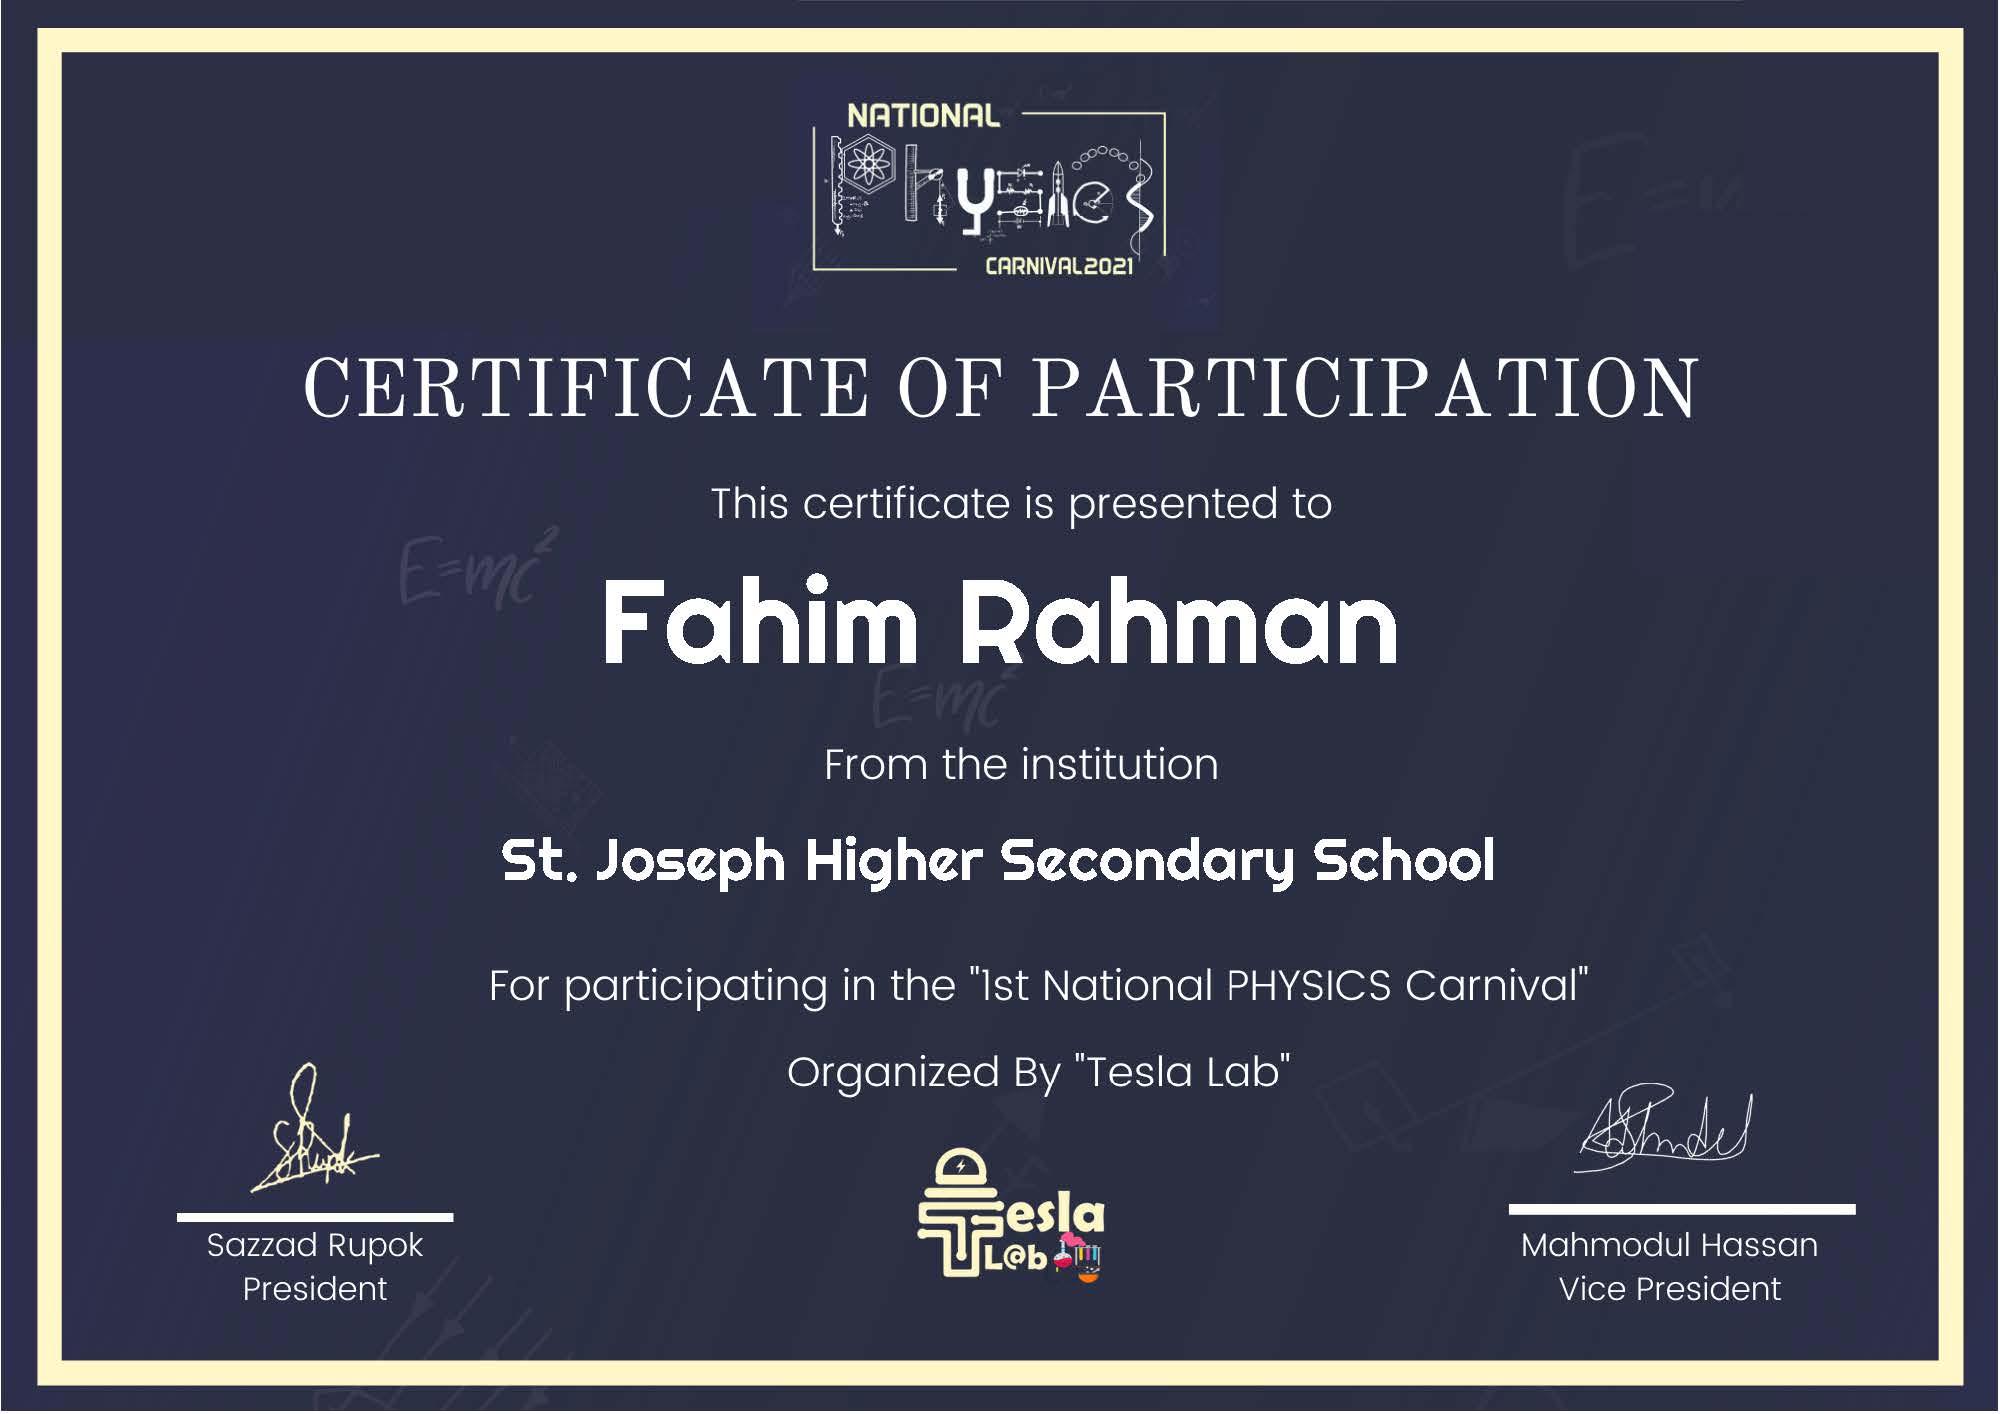 NATIONAL
Physics
CARNIVAL2021
CERTIFICATE OF PARTICIPATION
This certificate is presented to
E=mc²
Fahim Rahman
E=mc²
From the institution
St. Joseph Higher Secondary School
For participating in the "1st National PHYSICS Carnival"
Organized By "Tesla Lab"
Tesla
L@b
Sazzad Rupok
President
Mahmodul Hassan
Vice President